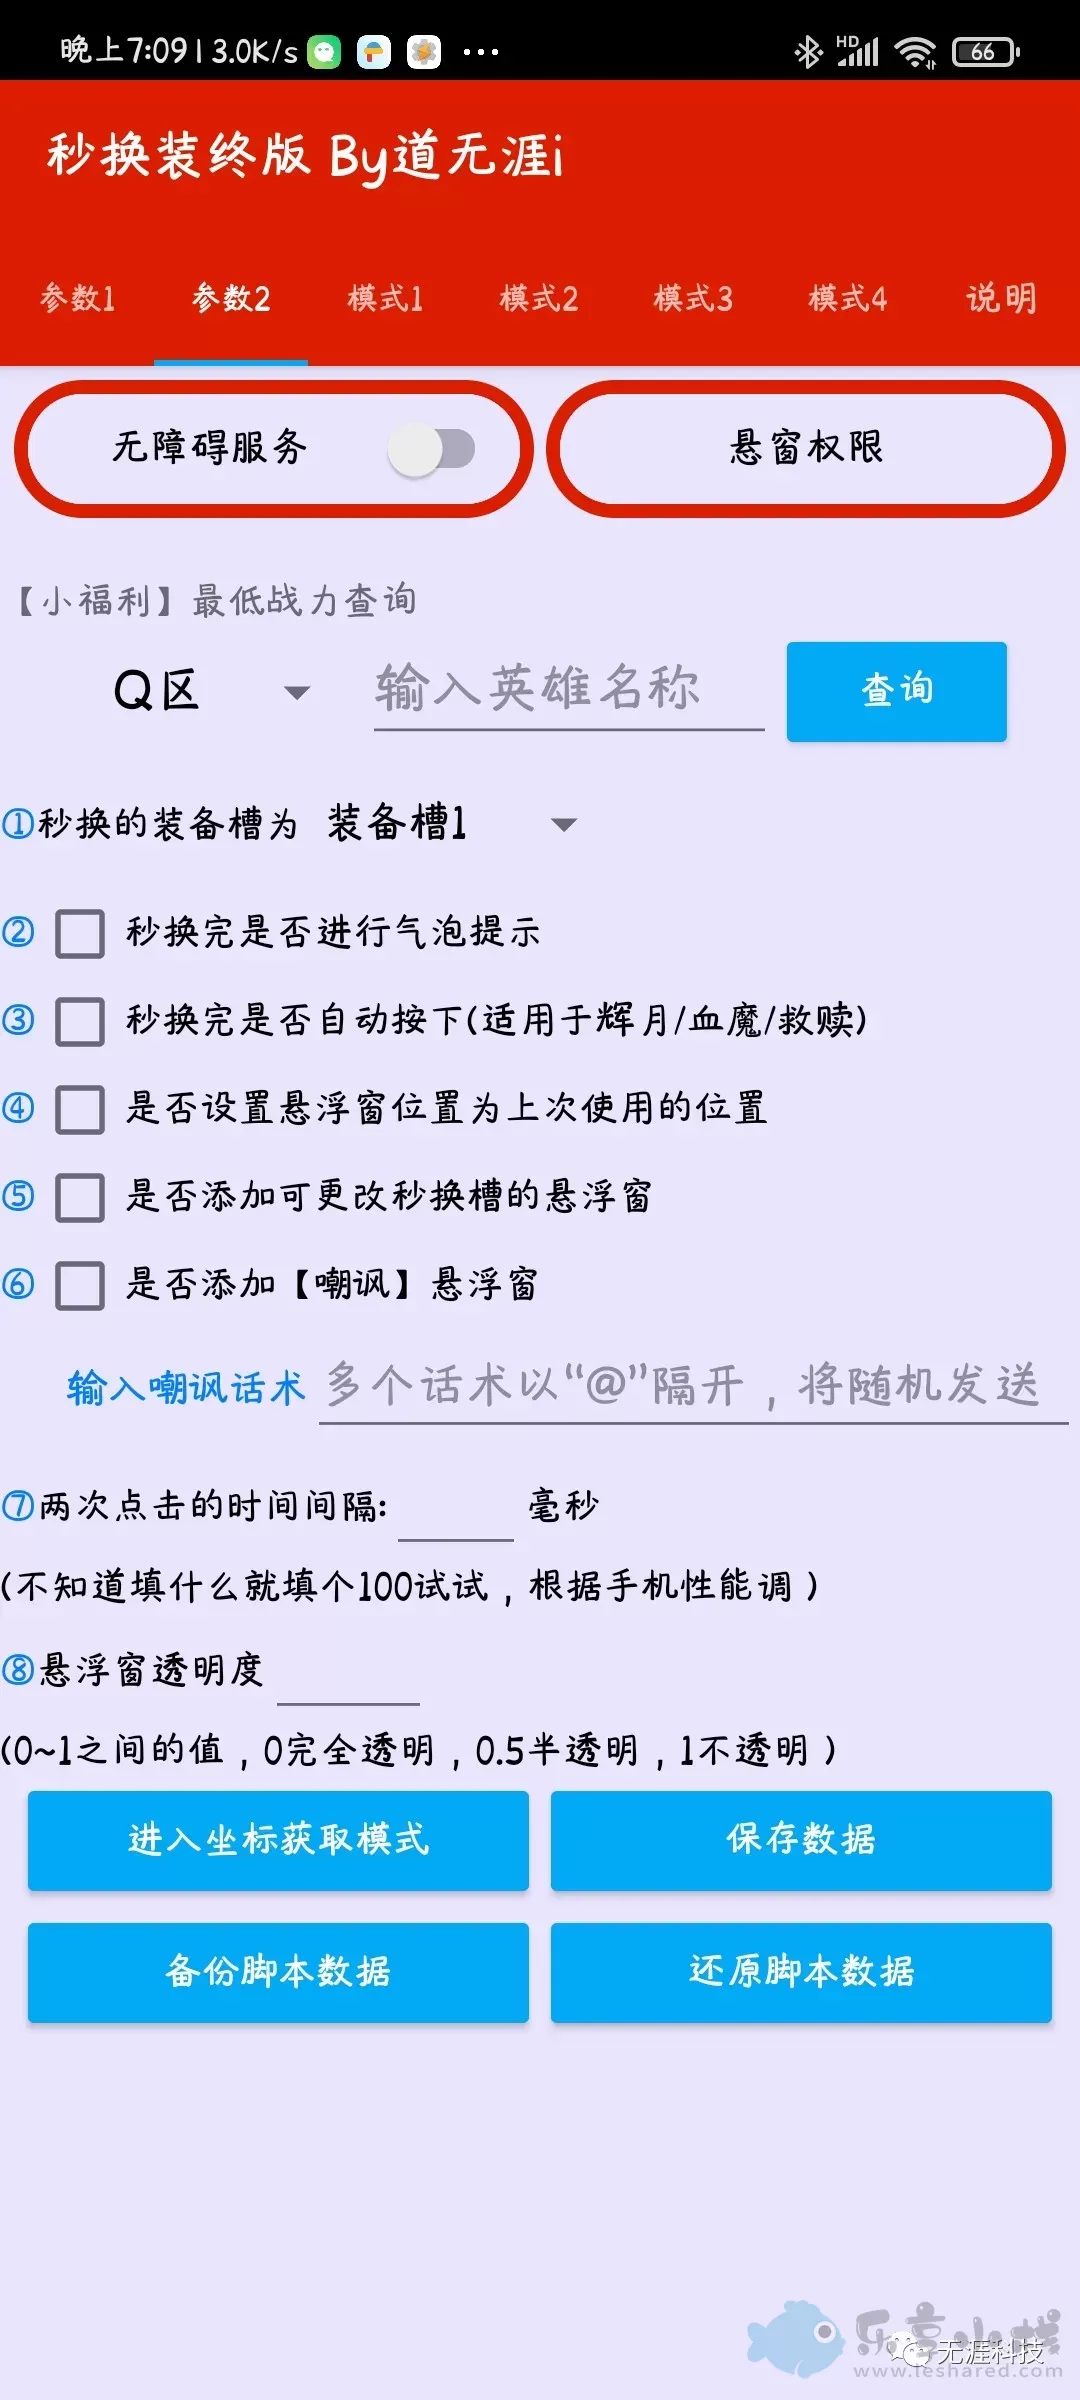 晚上7:09 | 3.0K/s
HD
66
秒换装终版 By道无涯i
参数1 参数2 模式1 模式2 模式3 模式4 说明
无障碍服务 悬窗权限
【小福利】最低战力查询
Q区 输入英雄名称 查询
①秒换的装备槽为 装备槽1
② 秒换完是否进行气泡提示
③ 秒换完是否自动按下(适用于辉月/血魔/救赎)
④ 是否设置悬浮窗位置为上次使用的位置
⑤ 是否添加可更改秒换槽的悬浮窗
⑥ 是否添加【嘲讽】悬浮窗
输入嘲讽话术 多个话术以“@”隔开，将随机发送
⑦两次点击的时间间隔: 毫秒
(不知道填什么就填个100试试，根据手机性能调）
⑧悬浮窗透明度
(0~1之间的值，0完全透明，0.5半透明，1不透明）
进入坐标获取模式 保存数据
备份脚本数据 还原脚本数据
乐享小栈
无涯科技
www.leshared.com